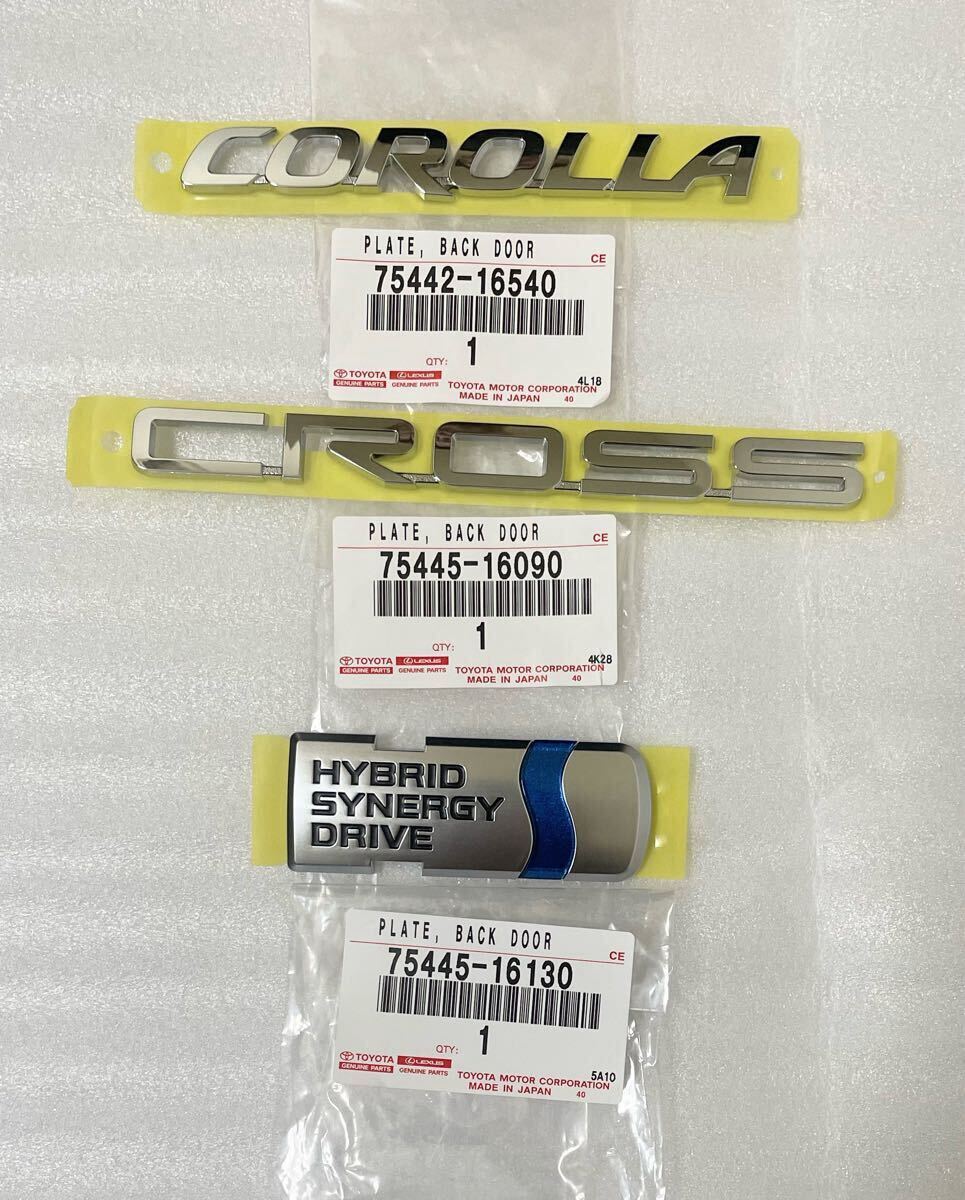 COROLLA
PLATE, BACK DOOR
CE
75442-16540
QTY: 1
4L18
TOYOTA LEXUS
GENUINE PARTS GENUINE PARTS TOYOTA MOTOR CORPORATION
MADE IN JAPAN 40
CROSS
PLATE, BACK DOOR
CE
75445-16090
QTY: 1
4K28
TOYOTA LEXUS
GENUINE PARTS GENUINE PARTS TOYOTA MOTOR CORPORATION
MADE IN JAPAN 40
HYBRID
SYNERGY
DRIVE
PLATE, BACK DOOR
CE
75445-16130
QTY: 1
5A10
TOYOTA LEXUS
GENUINE PARTS GENUINE PARTS TOYOTA MOTOR CORPORATION
MADE IN JAPAN 40